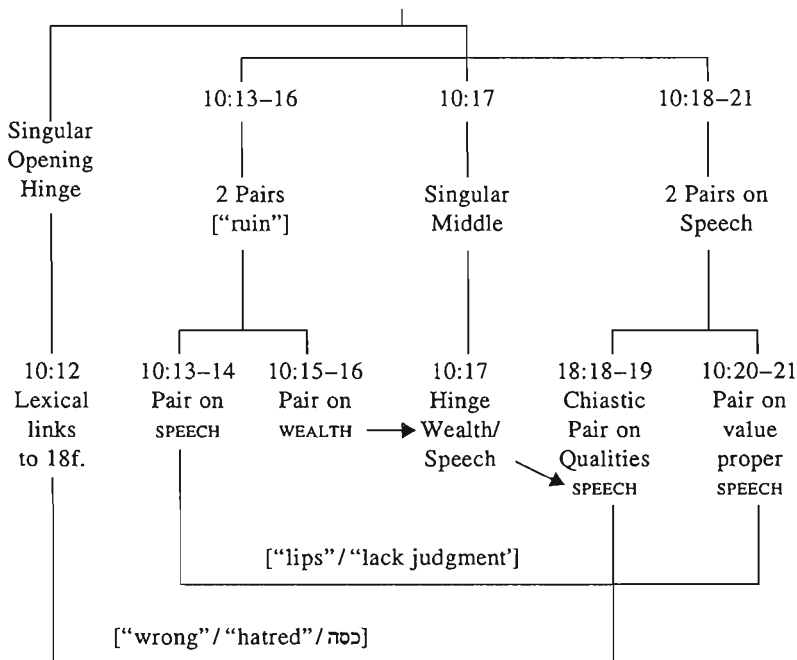 10:13–16
10:17
10:18–21
Singular
Opening
Hinge
2 Pairs
[“ruin”]
Singular
Middle
2 Pairs on
Speech
10:12
Lexical
links
to 18f.
10:13–14
Pair on
SPEECH
10:15–16
Pair on
WEALTH
10:17
Hinge
Wealth/
Speech
18:18–19
Chiastic
Pair on
Qualities
SPEECH
10:20–21
Pair on
value
proper
SPEECH
[“lips”/“lack judgment’]
[“wrong”/“hatred”/כסה]